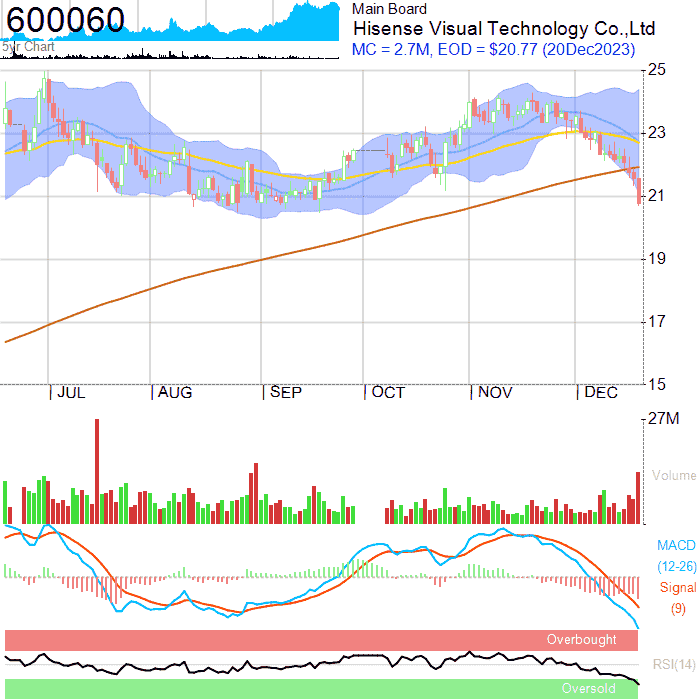 600060
5yr Chart
Main Board
Hisense Visual Technology Co.,Ltd
MC = 2.7M, EOD = $20.77 (20Dec2023)
25
23
21
19
17
15
JUL
AUG
SEP
OCT
NOV
DEC
27M
Volume
MACD
(12-26)
Signal
(9)
Overbought
RSI(14)
Oversold